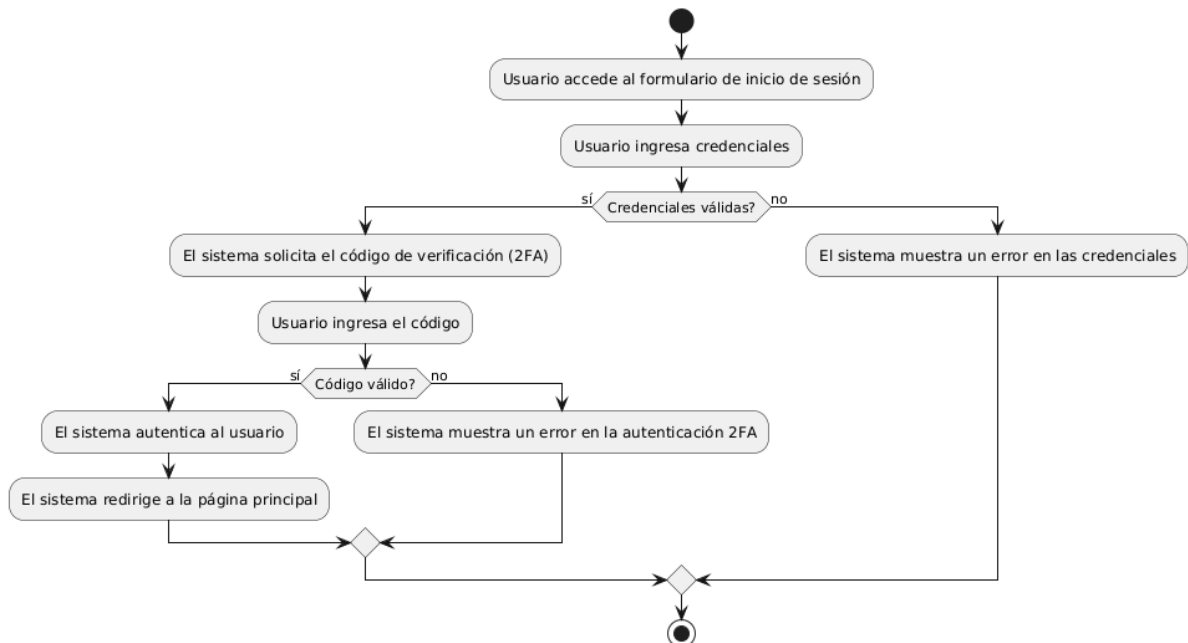 Usuario accede al formulario de inicio de sesión
Usuario ingresa credenciales
sí
Credenciales válidas?
no
El sistema solicita el código de verificación (2FA)
El sistema muestra un error en las credenciales
Usuario ingresa el código
sí
Código válido?
no
El sistema autentica al usuario
El sistema muestra un error en la autenticación 2FA
El sistema redirige a la página principal